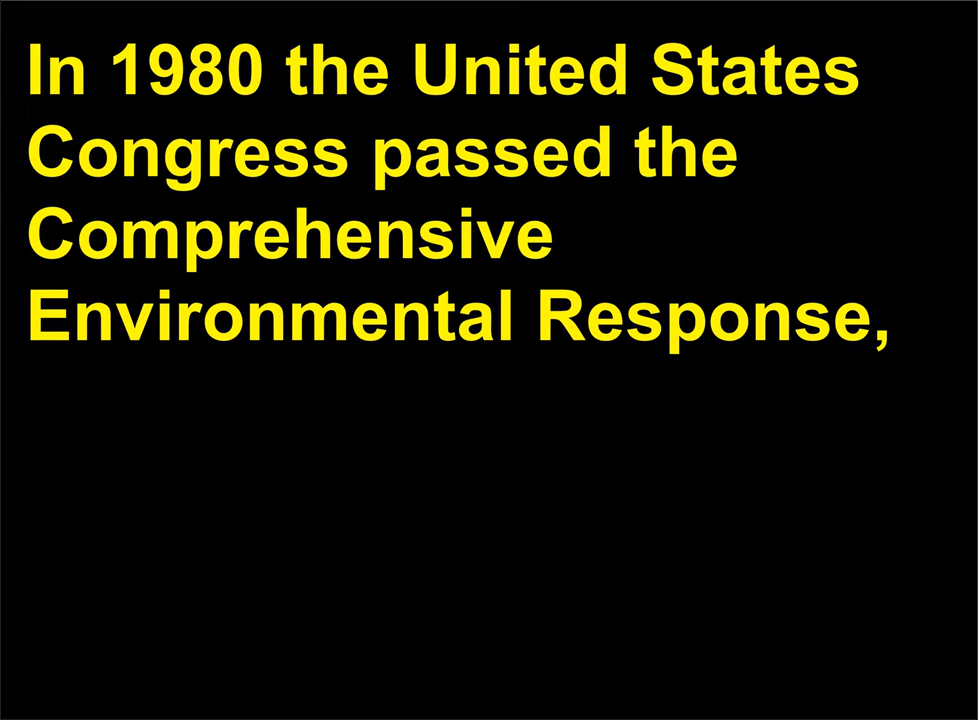 In 1980 the United States
Congress passed the
Comprehensive
Environmental Response,